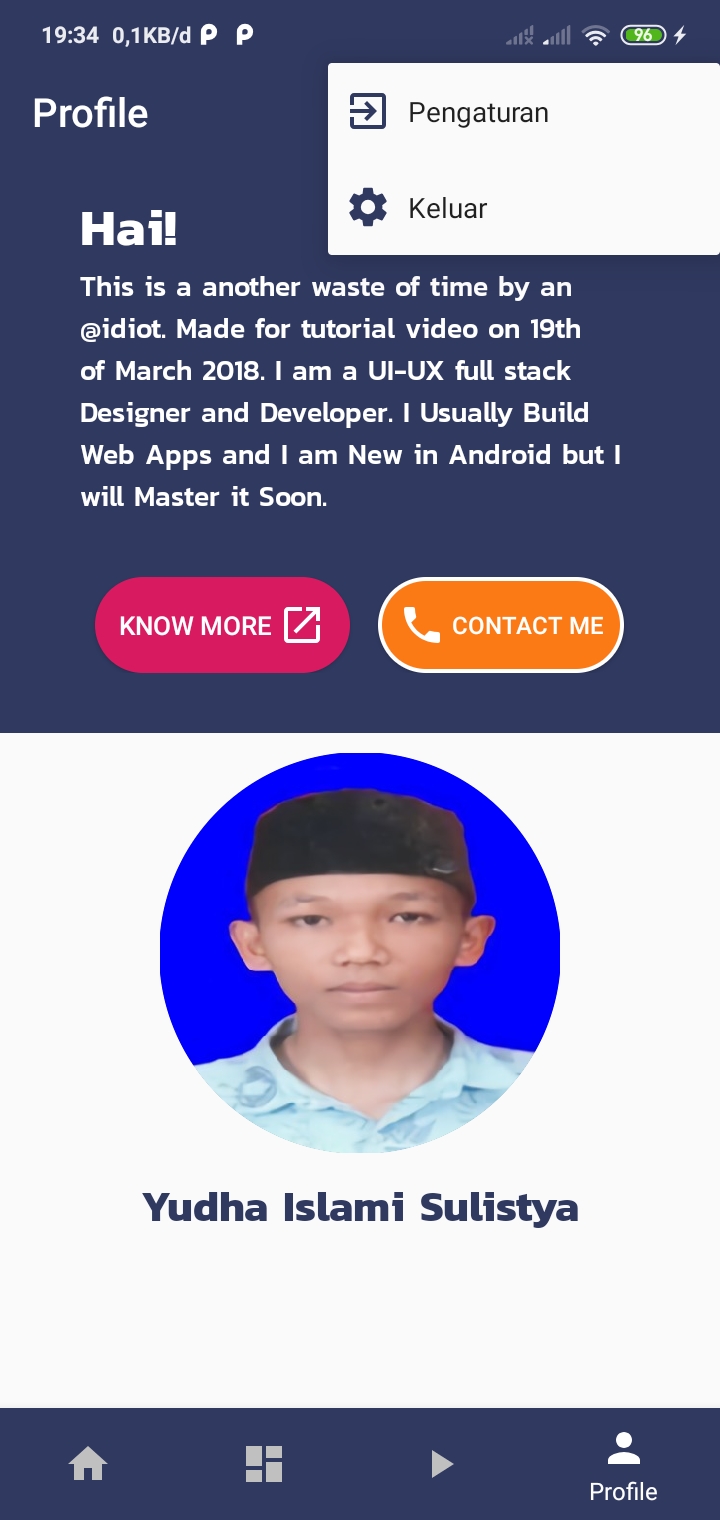 19:34 0,1KB/d
96
Profile
Pengaturan
Keluar
Hai!
This is a another waste of time by an
@idiot. Made for tutorial video on 19th
of March 2018. I am a UI-UX full stack
Designer and Developer. I Usually Build
Web Apps and I am New in Android but I
will Master it Soon.
KNOW MORE
CONTACT ME
Yudha Islami Sulistya
Profile